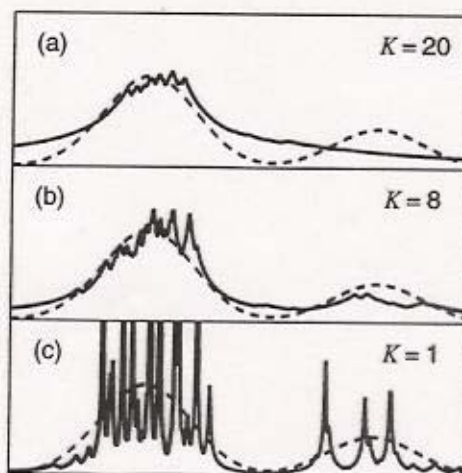 (a) K = 20
(b) K = 8
(c) K = 1